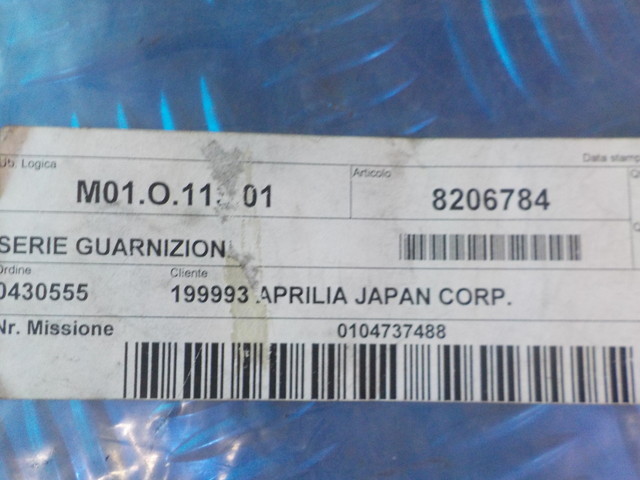 Ub. Logica
Articolo
Data stamp
M01.O.11 01
8206784
SERIE GUARNIZION
Ordine
Cliente
0430555
199993 APRILIA JAPAN CORP.
Nr. Missione
0104737488